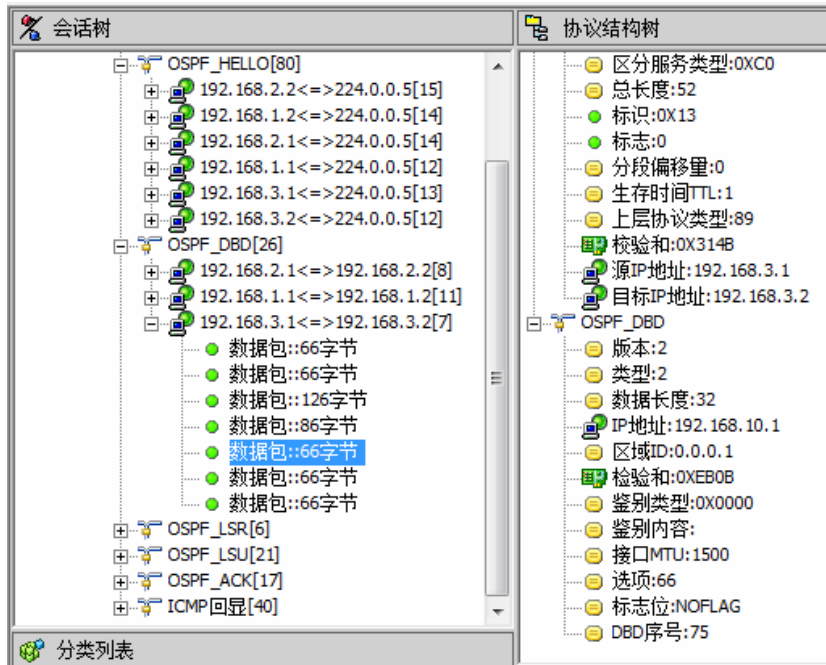 会话树
OSPF_HELLO[80]
192.168.2.2<=>224.0.0.5[15]
192.168.1.2<=>224.0.0.5[14]
192.168.2.1<=>224.0.0.5[14]
192.168.1.1<=>224.0.0.5[12]
192.168.3.1<=>224.0.0.5[13]
192.168.3.2<=>224.0.0.5[12]
OSPF_DBD[26]
192.168.2.1<=>192.168.2.2[8]
192.168.1.1<=>192.168.1.2[11]
192.168.3.1<=>192.168.3.2[7]
数据包::66字节
数据包::66字节
数据包::126字节
数据包::86字节
数据包::66字节
数据包::66字节
数据包::66字节
OSPF_LSR[6]
OSPF_LSU[21]
OSPF_ACK[17]
ICMP回显[40]
分类列表
协议结构树
区分服务类型:0XC0
总长度:52
标识:0X13
标志:0
分段偏移量:0
生存时间TTL:1
上层协议类型:89
校验和:0X314B
源IP地址:192.168.3.1
目标IP地址:192.168.3.2
OSPF_DBD
版本:2
类型:2
数据长度:32
IP地址:192.168.10.1
区域ID:0.0.0.1
检验和:0XEB0B
鉴别类型:0X0000
鉴别内容:
接口MTU:1500
选项:66
标志位:NOFLAG
DBD序号:75